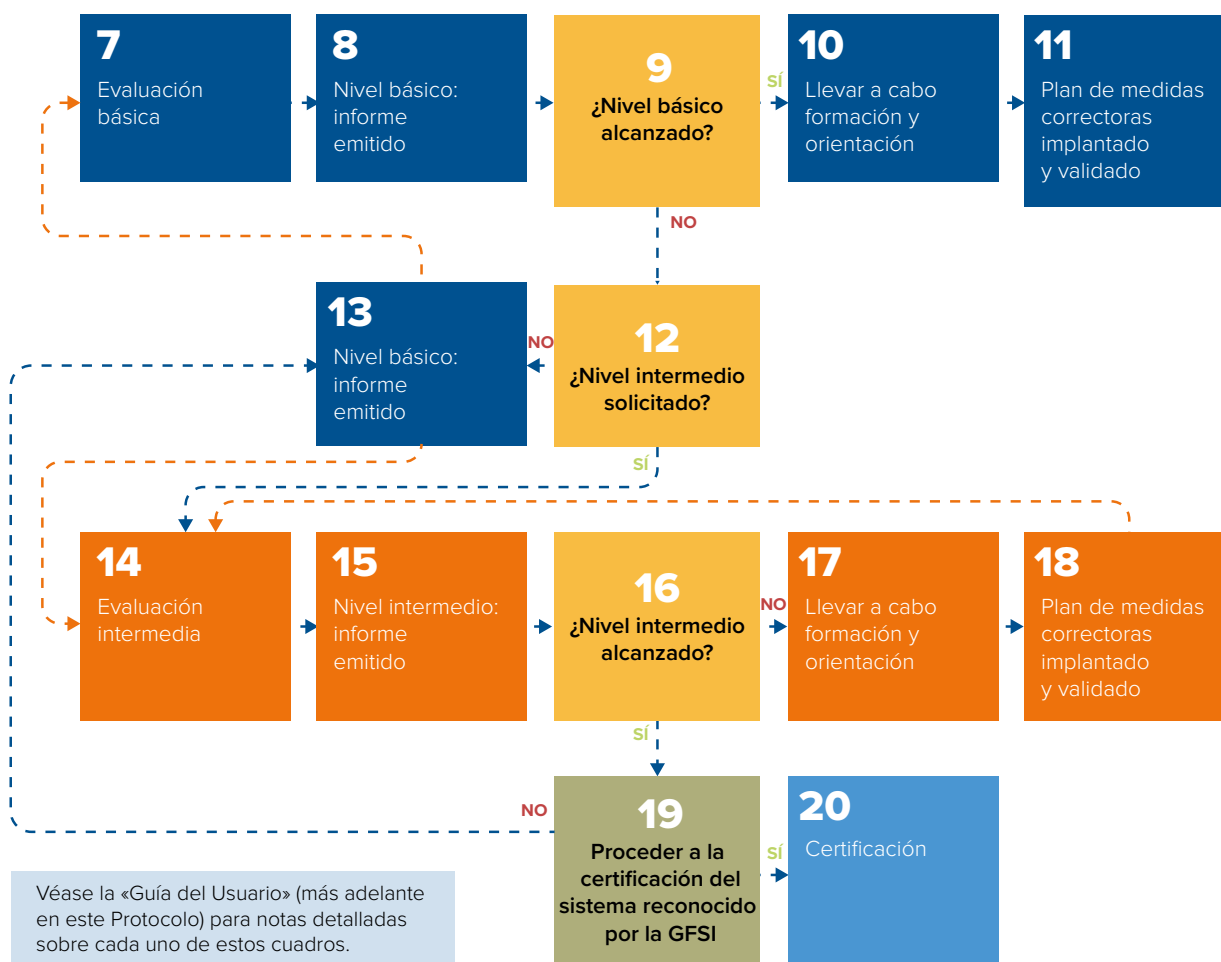 7
Evaluación
básica
8
Nivel básico:
informe
emitido
9
¿Nivel básico
alcanzado?
SÍ
10
Llevar a cabo
formación y
orientación
11
Plan de medidas
correctoras
implantado
y validado
NO
13
Nivel básico:
informe
emitido
NO
12
¿Nivel intermedio
solicitado?
SÍ
14
Evaluación
intermedia
15
Nivel intermedio:
informe
emitido
16
¿Nivel intermedio
alcanzado?
NO
17
Llevar a cabo
formación y
orientación
18
Plan de medidas
correctoras
implantado
y validado
SÍ
NO
19
Proceder a la
certificación del
sistema reconocido
por la GFSI
SÍ
20
Certificación
Véase la «Guía del Usuario» (más adelante
en este Protocolo) para notas detalladas
sobre cada uno de estos cuadros.